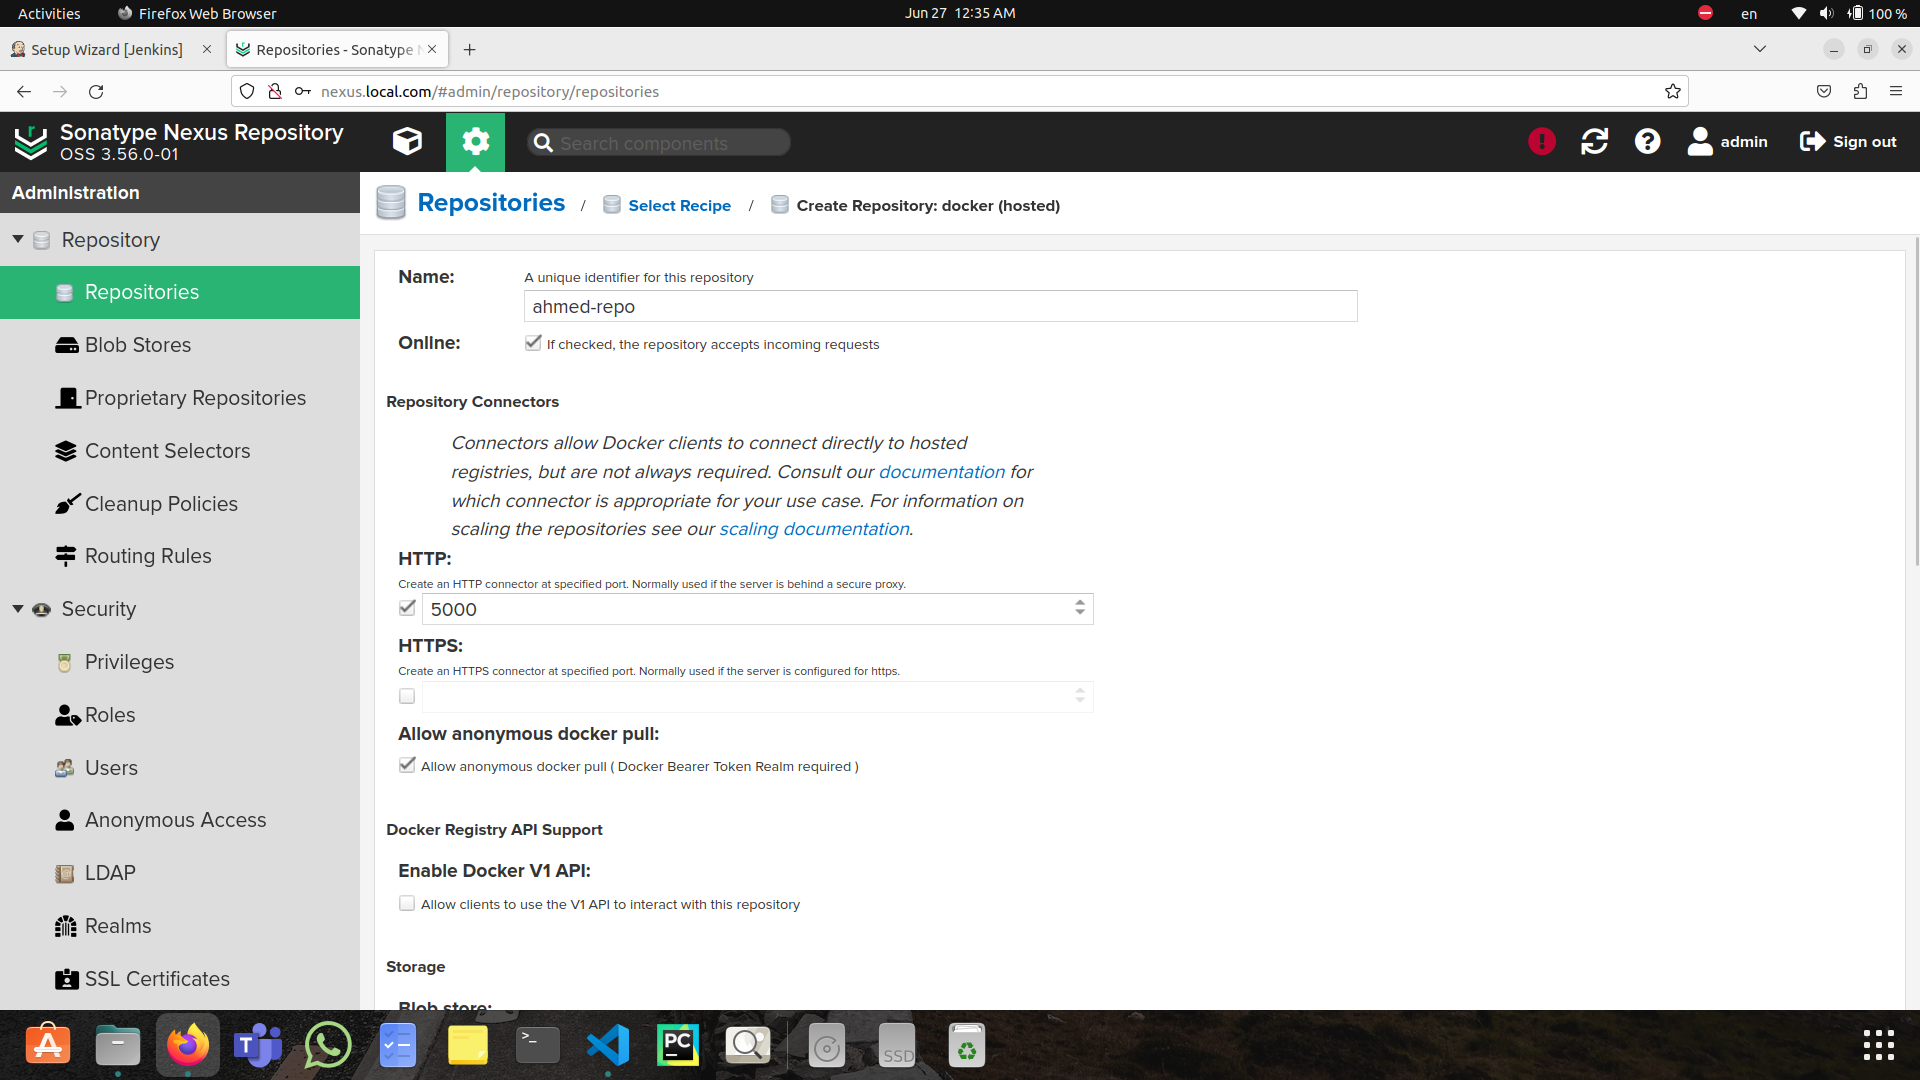 Activities
Firefox Web Browser
Jun 27 12:35 AM
en
100 %
Setup Wizard [Jenkins]
Repositories - Sonatype
nexus.local.com/#admin/repository/repositories
Sonatype Nexus Repository
OSS 3.56.0-01
Search components
admin
Sign out
Administration
Repository
Repositories
Blob Stores
Proprietary Repositories
Content Selectors
Cleanup Policies
Routing Rules
Security
Privileges
Roles
Users
Anonymous Access
LDAP
Realms
SSL Certificates
Repositories / Select Recipe / Create Repository: docker (hosted)
Name:
A unique identifier for this repository
ahmed-repo
Online:
If checked, the repository accepts incoming requests
Repository Connectors
Connectors allow Docker clients to connect directly to hosted
registries, but are not always required. Consult our documentation for
which connector is appropriate for your use case. For information on
scaling the repositories see our scaling documentation.
HTTP:
Create an HTTP connector at specified port. Normally used if the server is behind a secure proxy.
5000
HTTPS:
Create an HTTPS connector at specified port. Normally used if the server is configured for https.
Allow anonymous docker pull:
Allow anonymous docker pull ( Docker Bearer Token Realm required )
Docker Registry API Support
Enable Docker V1 API:
Allow clients to use the V1 API to interact with this repository
Storage
Blob store:
T
>_
PC
SSD